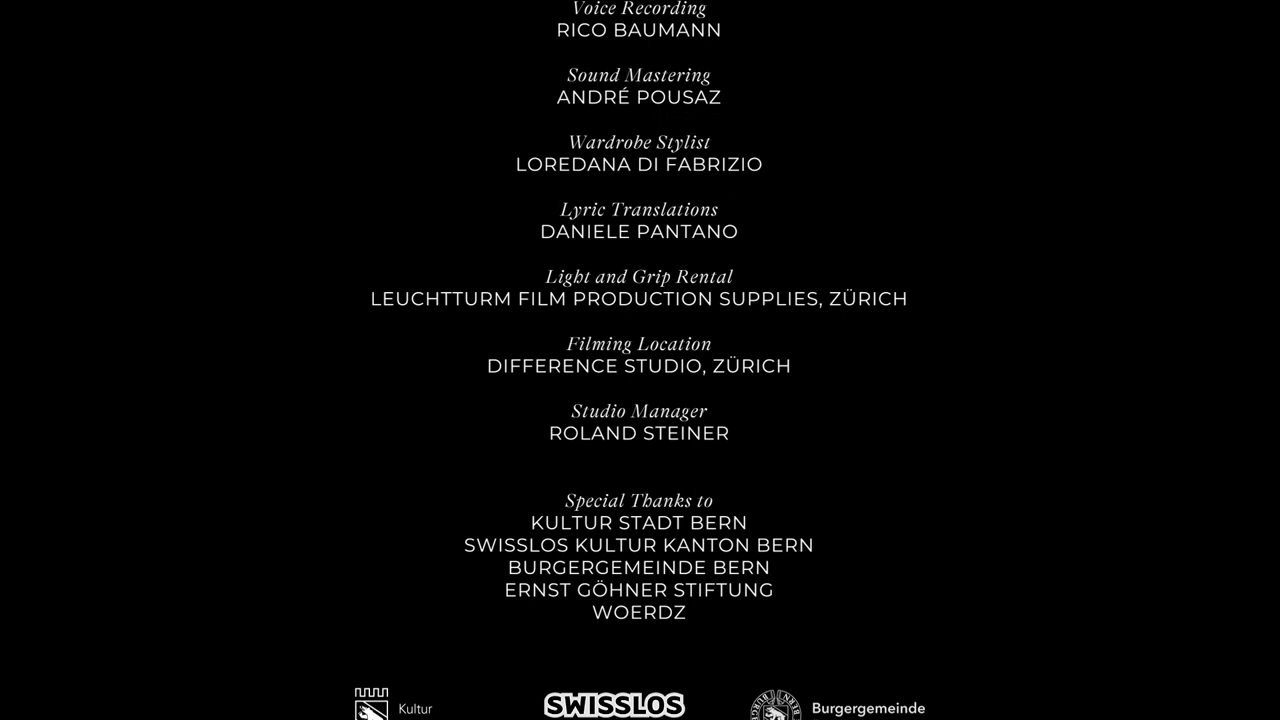 Voice Recording
RICO BAUMANN
Sound Mastering
ANDRÉ POUSAZ
Wardrobe Stylist
LOREDANA DI FABRIZIO
Lyric Translations
DANIELE PANTANO
Light and Grip Rental
LEUCHTTURM FILM PRODUCTION SUPPLIES, ZÜRICH
Filming Location
DIFFERENCE STUDIO, ZÜRICH
Studio Manager
ROLAND STEINER
Special Thanks to
KULTUR STADT BERN
SWISSLOS KULTUR KANTON BERN
BURGERGEMEINDE BERN
ERNST GÖHNER STIFTUNG
WOERDZ
Kultur
SWISSLOS
Burgergemeinde